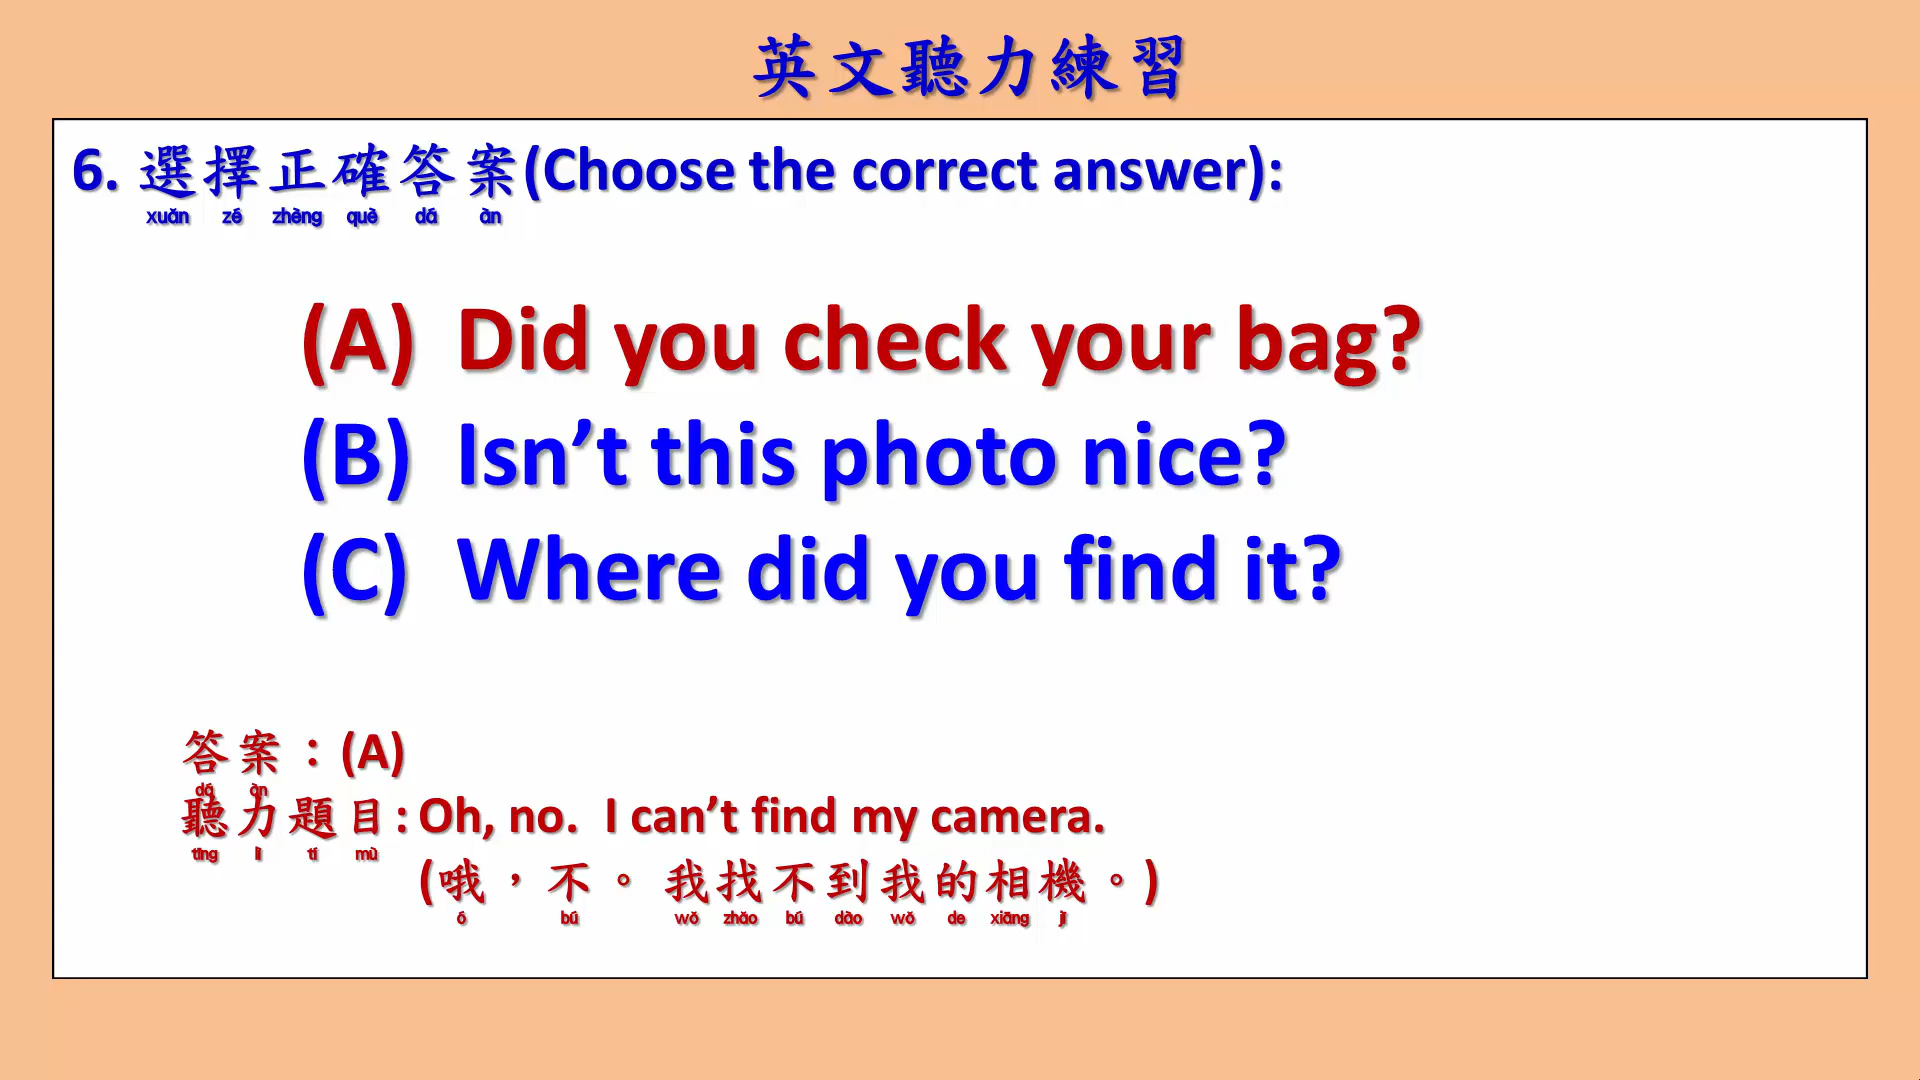 英文聽力練習
6. 選擇正確答案(Choose the correct answer):
xuǎn zé zhèng què dá àn
(A) Did you check your bag?
(B) Isn’t this photo nice?
(C) Where did you find it?
答案：(A)
dá àn
聽力題目: Oh, no. I can’t find my camera.
tīng lì tí mù
(哦，不。我找不到我的相機。)
ó bú wǒ zhǎo bú dào wǒ de xiāng jī